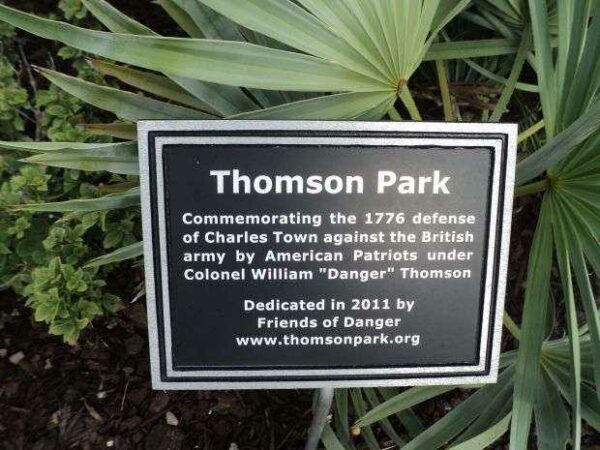 Thomson Park
Commemorating the 1776 defense
of Charles Town against the British
army by American Patriots under
Colonel William "Danger" Thomson
Dedicated in 2011 by
Friends of Danger
www.thomsonpark.org